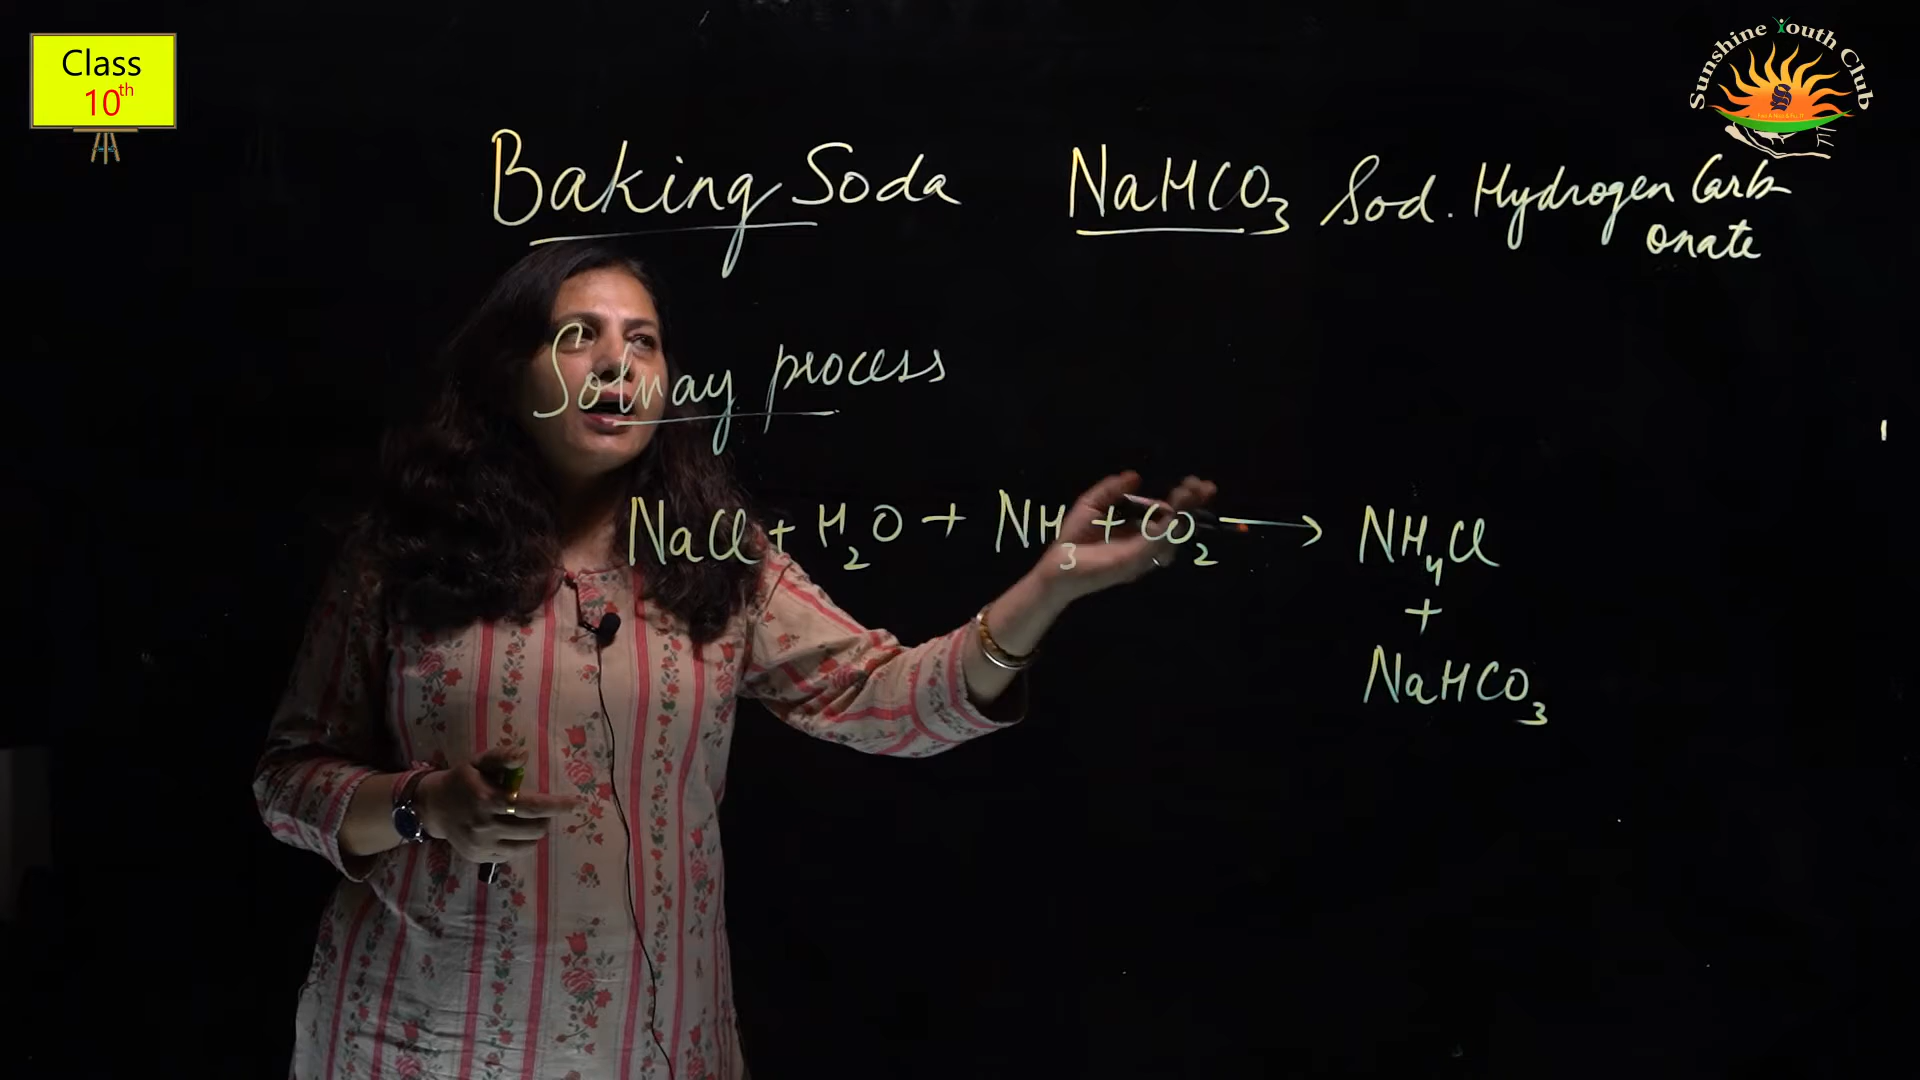 Class
10th
Sunshine Youth Club
Baking Soda NaHCO3 Sod. Hydrogen Carb
onate
Solvay process
NaCl + H2O + NH3 + CO2 → NH4Cl
+
NaHCO3